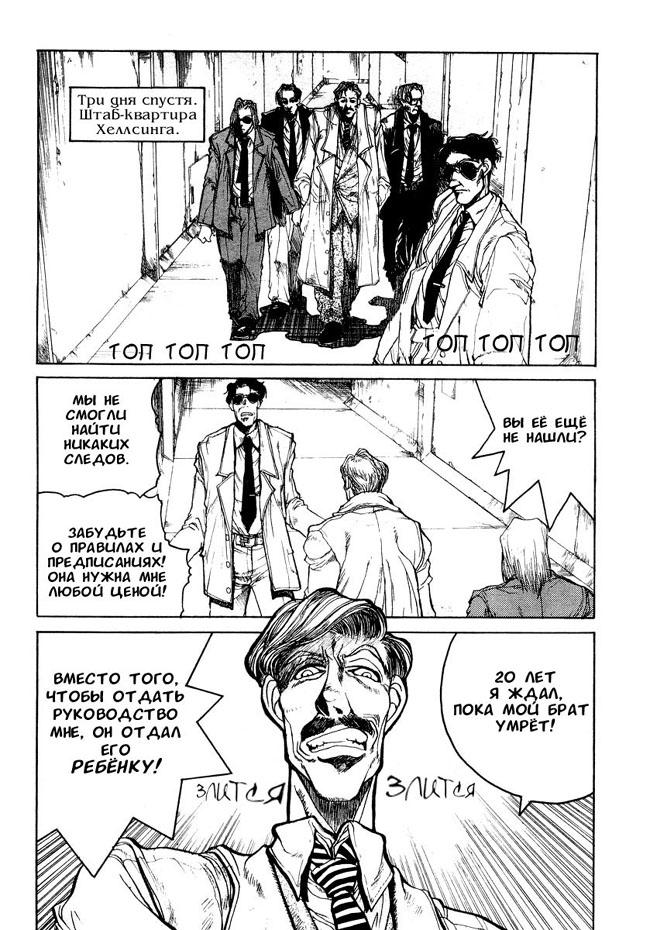 Три дня спустя.
Штаб-квартира
Хеллсинга.
ТОП ТОП ТОП
ТОП ТОП ТОП
ВЫ ЕЁ ЕЩЁ
НЕ НАШЛИ?
МЫ НЕ
СМОГЛИ
НАЙТИ
НИКАКИХ
СЛЕДОВ.
ЗАБУДЬТЕ
О ПРАВИЛАХ И
ПРЕДПИСАНИЯХ!
ОНА НУЖНА МНЕ
ЛЮБОЙ ЦЕНОЙ!
20 ЛЕТ
Я ЖДАЛ,
ПОКА МОЙ БРАТ
УМРЁТ!
ВМЕСТО ТОГО,
ЧТОБЫ ОТДАТЬ
РУКОВОДСТВО
МНЕ, ОН ОТДАЛ
ЕГО
РЕБЁНКУ!
ЗЛИТСЯ
ЗЛИТСЯ